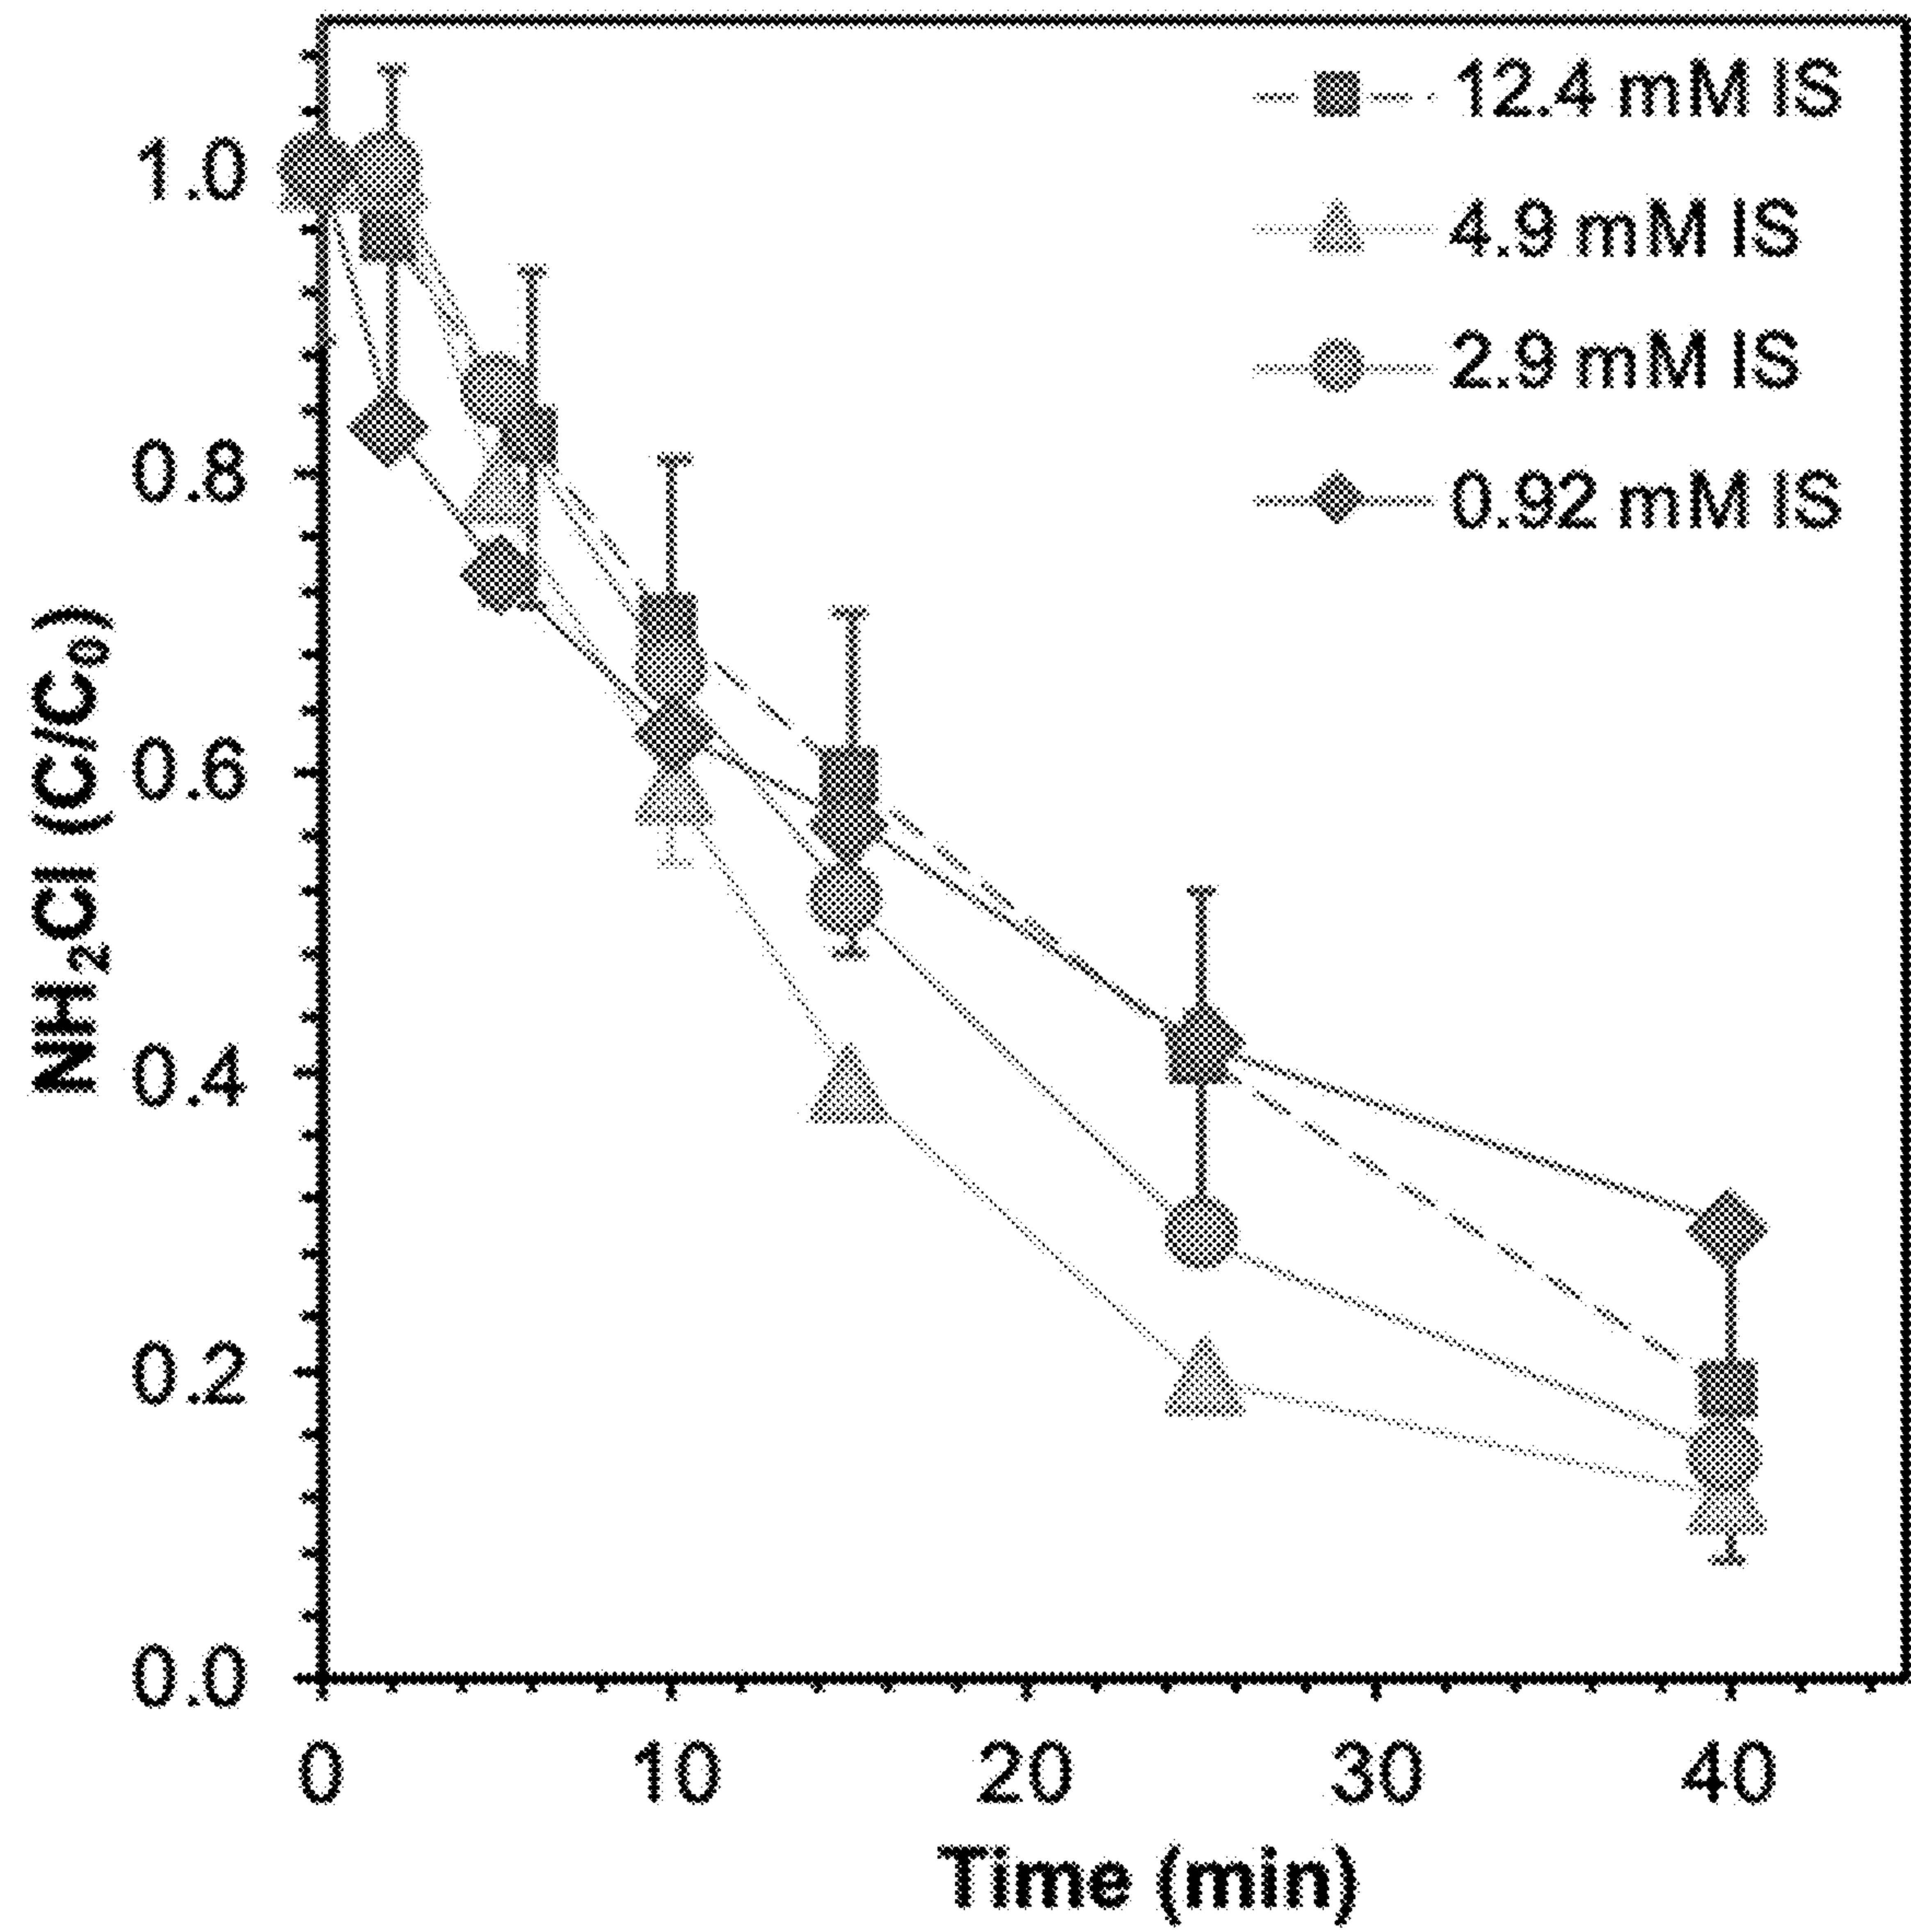 12.4 mM IS
4.9 mM IS
2.9 mM IS
0.92 mM IS
1.0
0.8
0.6
0.4
0.2
0.0
NH₂Cl (C/C₀)
0 10 20 30 40
Time (min)